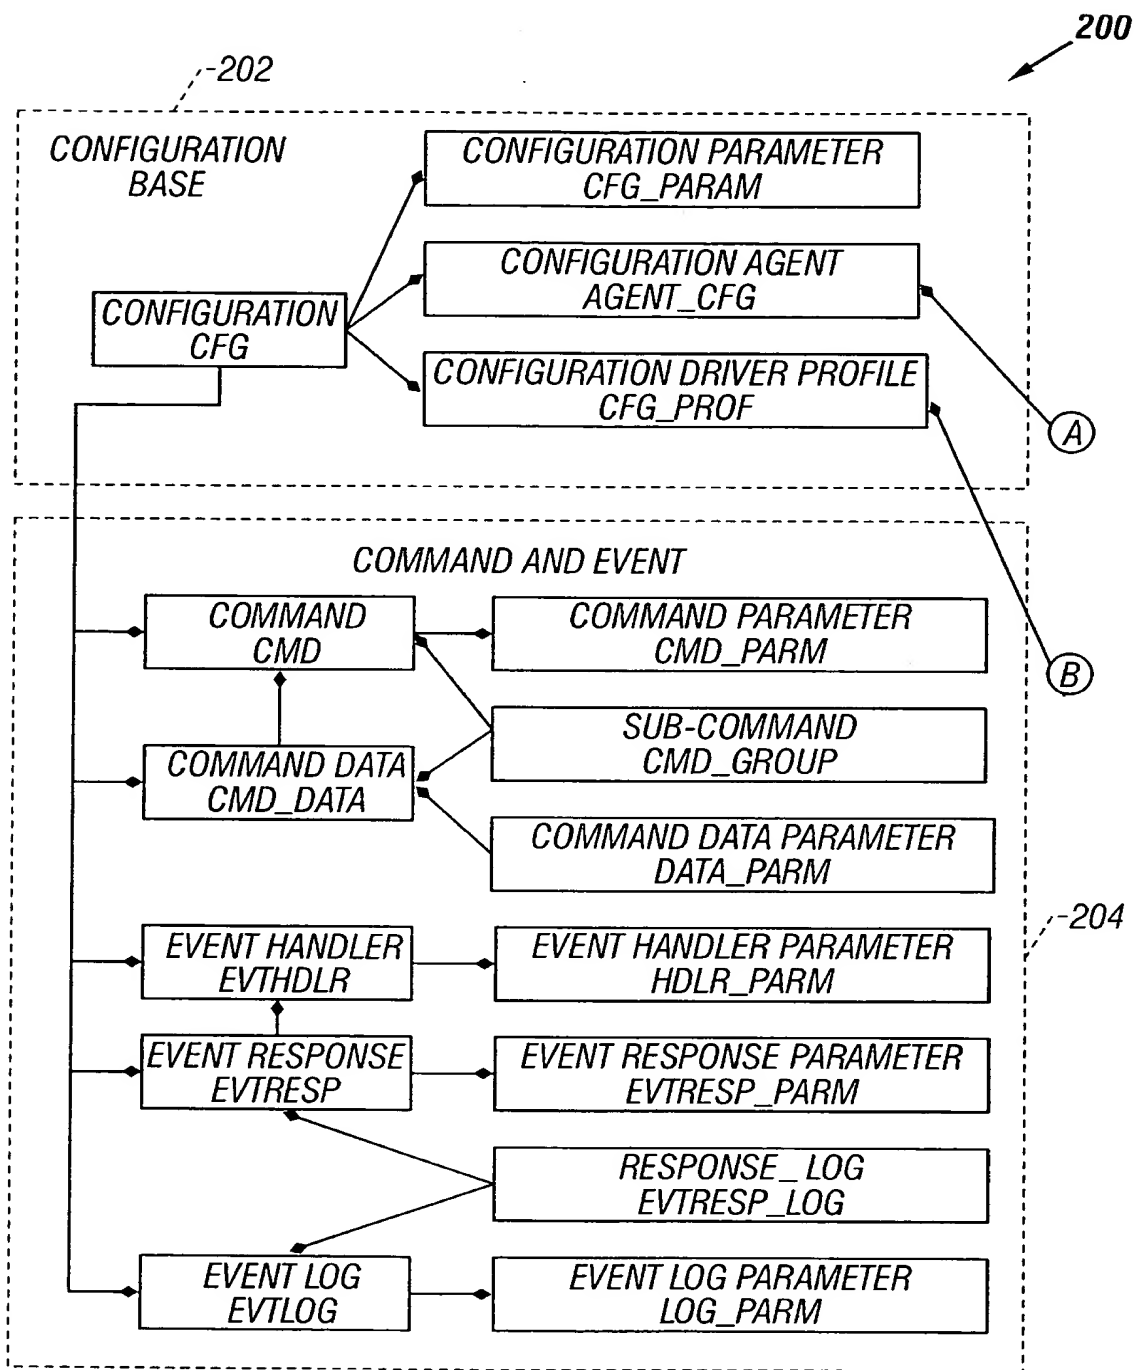 200
202
CONFIGURATION
BASE
CONFIGURATION PARAMETER
CFG_PARAM
CONFIGURATION AGENT
AGENT_CFG
CONFIGURATION
CFG
CONFIGURATION DRIVER PROFILE
CFG_PROF
A
COMMAND AND EVENT
COMMAND
CMD
COMMAND PARAMETER
CMD_PARM
B
SUB-COMMAND
CMD_GROUP
COMMAND DATA
CMD_DATA
COMMAND DATA PARAMETER
DATA_PARM
204
EVENT HANDLER
EVTHDLR
EVENT HANDLER PARAMETER
HDLR_PARM
EVENT RESPONSE
EVTRESP
EVENT RESPONSE PARAMETER
EVTRESP_PARM
RESPONSE_LOG
EVTRESP_LOG
EVENT LOG
EVTLOG
EVENT LOG PARAMETER
LOG_PARM